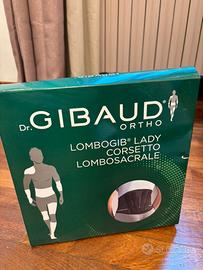 Dr. GIBAUD®
ORTHO
LOMBOGIB® LADY
CORSETTO
LOMBOSACRALE